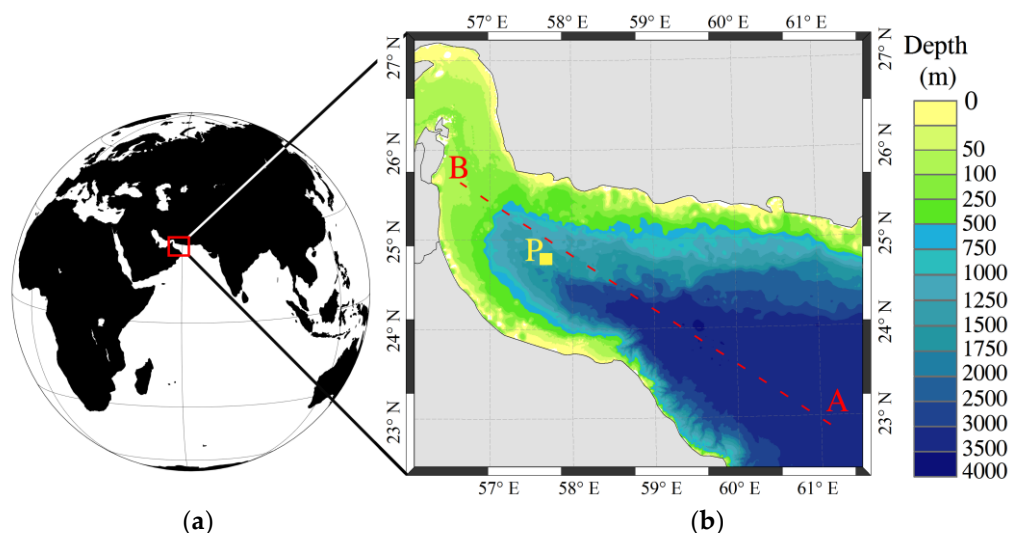 57° E 58° E 59° E 60° E 61° E
27° N
26° N
25° N
24° N
23° N
B
P
A
27° N
26° N
25° N
24° N
23° N
57° E 58° E 59° E 60° E 61° E
Depth
(m)
0
50
100
250
500
750
1000
1250
1500
1750
2000
2500
3000
3500
4000
(a)
(b)